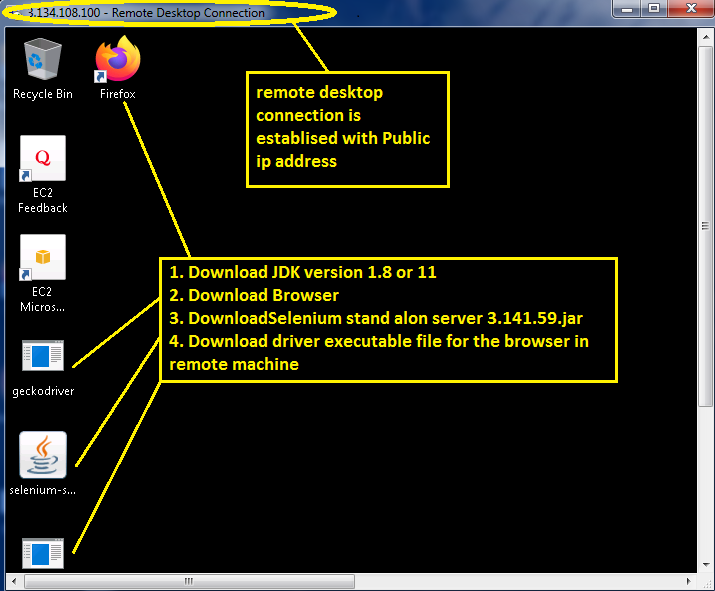 3.134.108.100 - Remote Desktop Connection
Recycle Bin
Firefox
remote desktop
connection is
establised with Public
ip address
Q
EC2
Feedback
EC2
Micros...
1. Download JDK version 1.8 or 11
2. Download Browser
3. DownloadSelenium stand alon server 3.141.59.jar
4. Download driver executable file for the browser in
remote machine
geckodriver
selenium-s...